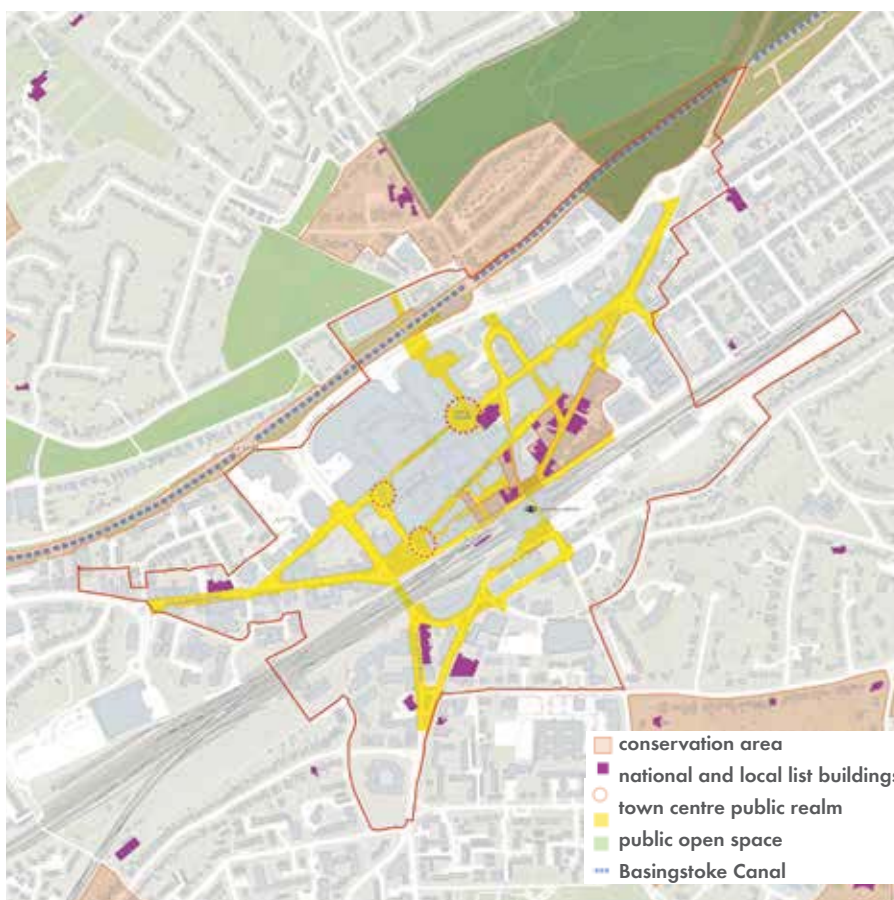 conservation area
national and local list buildings
town centre public realm
public open space
Basingstoke Canal